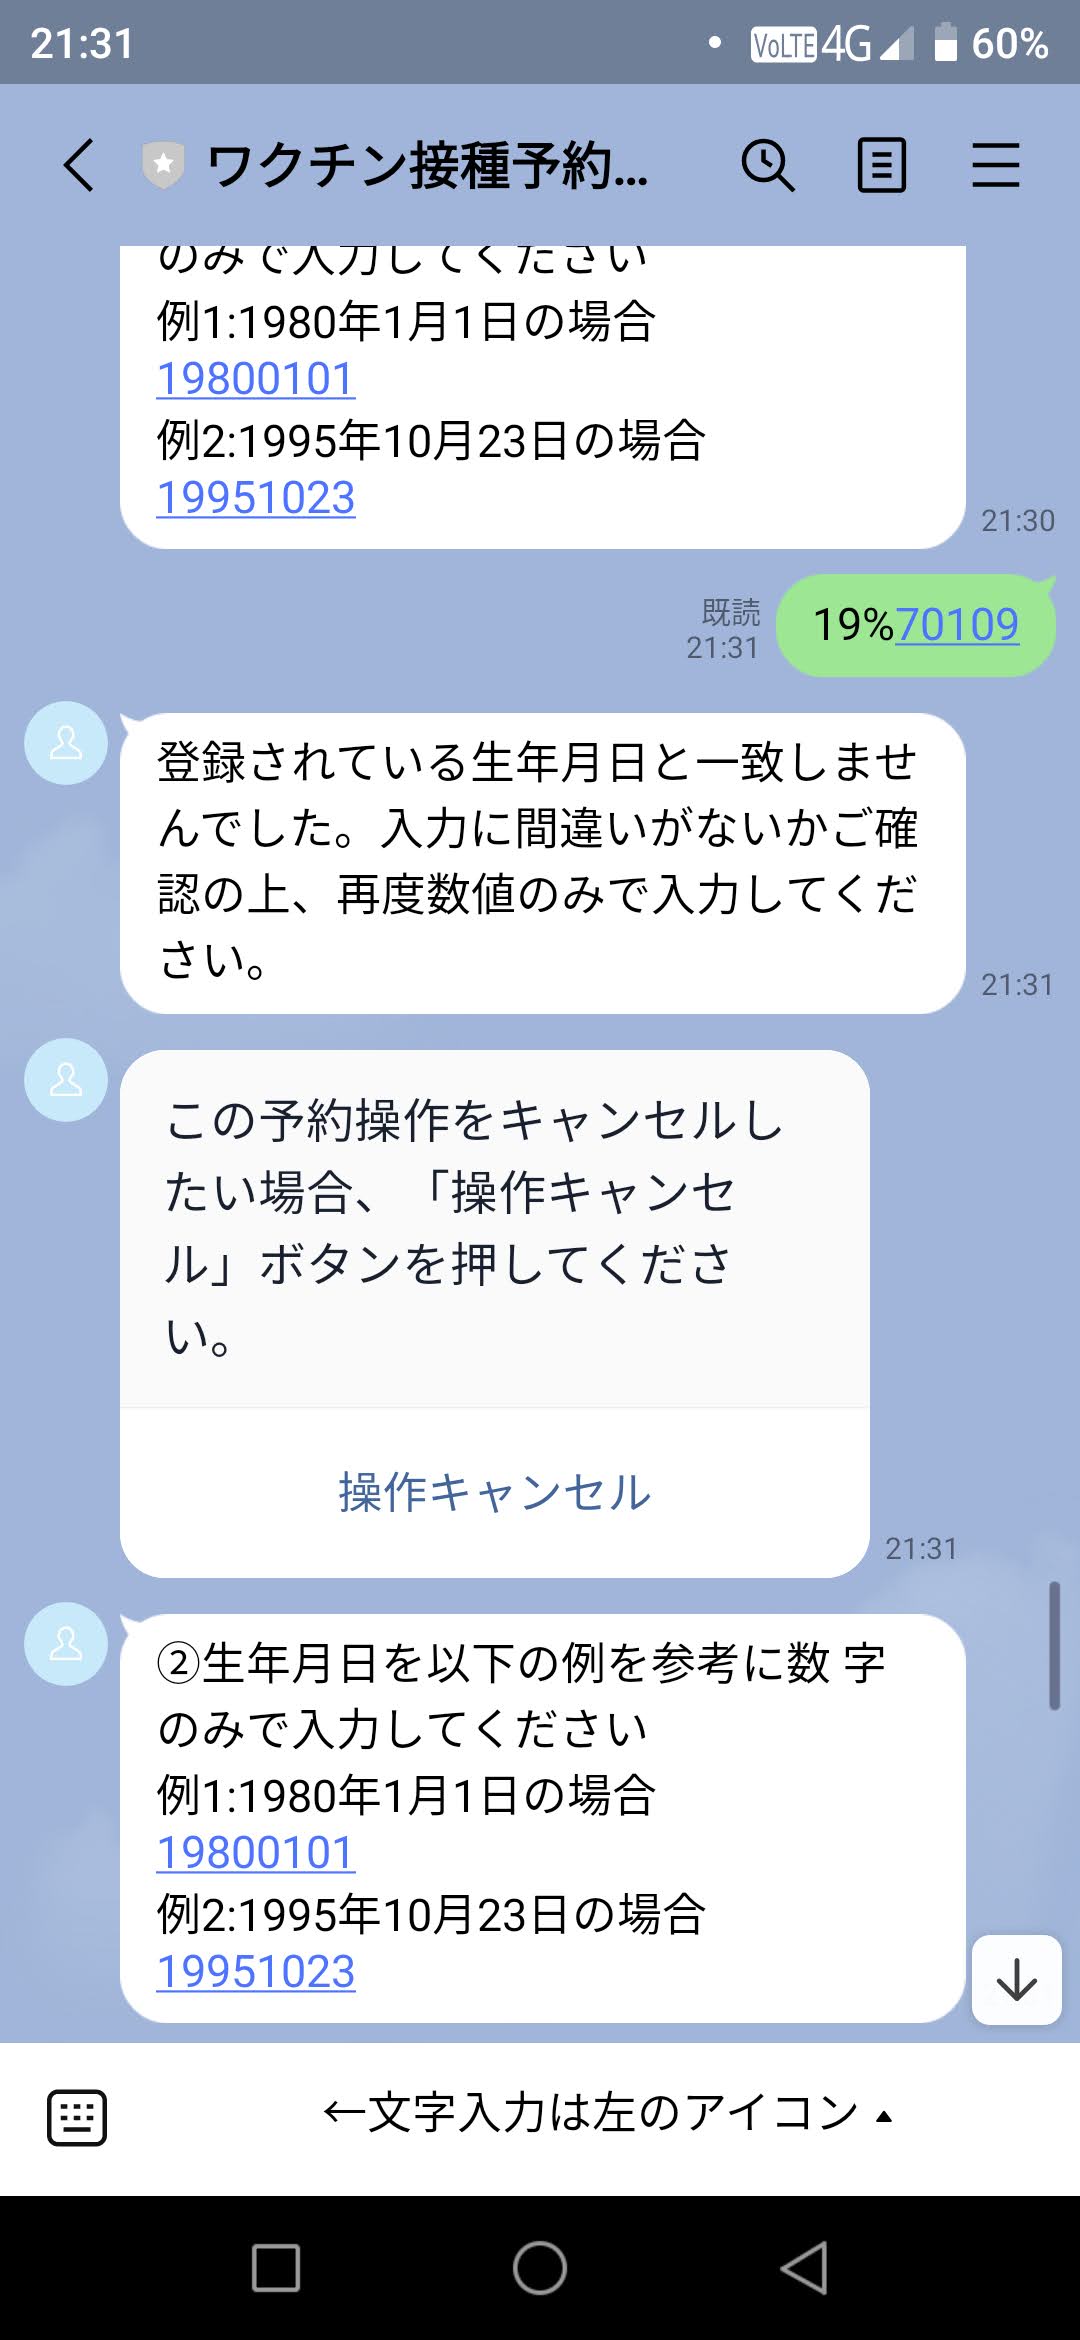 21:31
VoLTE 4G 60%
ワクチン接種予約...
のみで入力してください
例1:1980年1月1日の場合
19800101
例2:1995年10月23日の場合
19951023
21:30
既読
21:31
19%70109
登録されている生年月日と一致しませ
んでした。入力に間違いがないかご確
認の上、再度数値のみで入力してくだ
さい。
21:31
この予約操作をキャンセルし
たい場合、「操作キャンセ
ル」ボタンを押してくださ
い。
操作キャンセル
21:31
②生年月日を以下の例を参考に数 字
のみで入力してください
例1:1980年1月1日の場合
19800101
例2:1995年10月23日の場合
19951023
←文字入力は左のアイコン▲